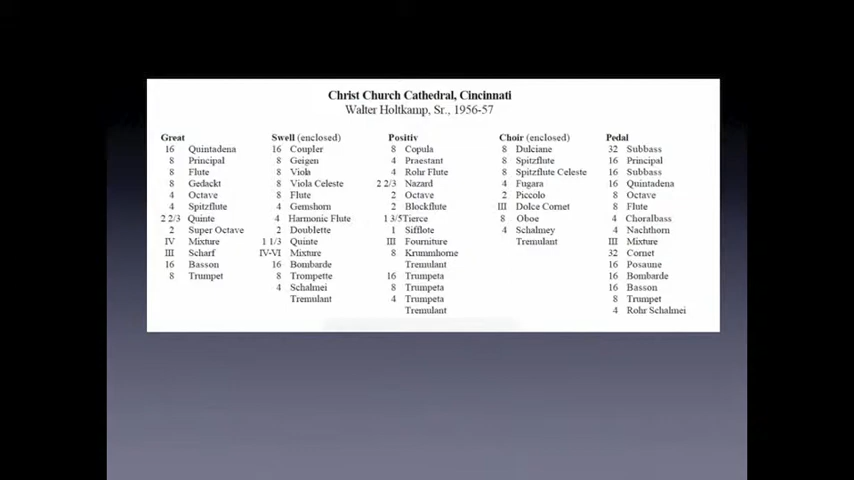 Christ Church Cathedral, Cincinnati
Walter Holtkamp, Sr., 1956-57
Great
16 Quintadena
8 Principal
8 Flute
8 Gedackt
4 Octave
4 Spitzflute
2 2/3 Quinte
2 Super Octave
IV Mixture
III Scharf
16 Basson
8 Trumpet
Swell (enclosed)
16 Coupler
8 Geigen
8 Viola
8 Viola Celeste
8 Flute
4 Gemshorn
4 Harmonic Flute
2 Doublette
1 1/3 Quinte
IV-VI Mixture
16 Bombarde
8 Trompette
4 Schalmei
Tremulant
Positiv
8 Copula
4 Praestant
4 Rohr Flute
2 2/3 Nazard
2 Octave
2 Blockflute
1 3/5 Tierce
1 Sifflote
III Fourniture
8 Krummhorne
Tremulant
16 Trumpeta
8 Trumpeta
4 Trumpeta
Tremulant
Choir (enclosed)
8 Dulciane
8 Spitzflute
8 Spitzflute Celeste
4 Fugara
2 Piccolo
III Dolce Cornet
8 Oboe
4 Schalmey
Tremulant
Pedal
32 Subbass
16 Principal
16 Subbass
16 Quintadena
8 Octave
8 Flute
4 Choralbass
4 Nachthorn
III Mixture
32 Cornet
16 Posaune
16 Bombarde
16 Basson
8 Trumpet
4 Rohr Schalmei